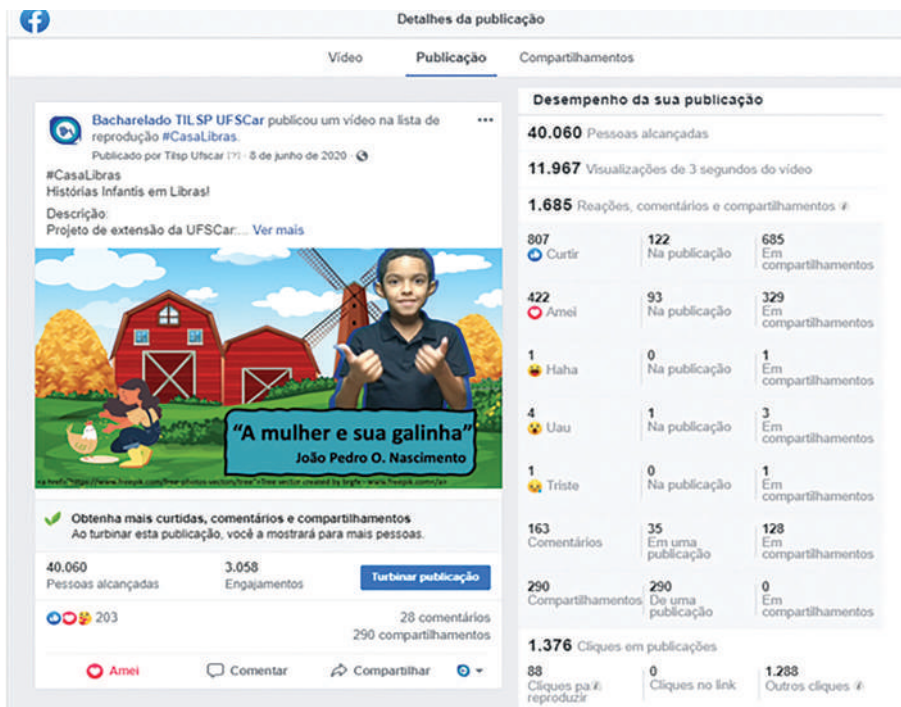 Detalhes da publicação
Vídeo
Publicação
Compartilhamentos
Bacharelado TILSP UFSCar publicou um vídeo na lista de
reprodução #CasaLibras.
Publicado por Tilsp Ufscar [?] · 8 de junho de 2020 ·
#CasaLibras
Histórias Infantis em Libras!
Descrição:
Projeto de extensão da UFSCar:... Ver mais
"A mulher e sua galinha"
João Pedro O. Nascimento
Obtenha mais curtidas, comentários e compartilhamentos
Ao turbinar esta publicação, você a mostrará para mais pessoas.
40.060
Pessoas alcançadas
3.058
Engajamentos
Turbinar publicação
203
28 comentários
290 compartilhamentos
Amei
Comentar
Compartilhar
Desempenho da sua publicação
40.060 Pessoas alcançadas
11.967 Visualizações de 3 segundos do vídeo
1.685 Reações, comentários e compartilhamentos
807
Curtir
122
Na publicação
685
Em
compartilhamentos
422
Amei
93
Na publicação
329
Em
compartilhamentos
1
Haha
0
Na publicação
1
Em
compartilhamentos
4
Uau
1
Na publicação
3
Em
compartilhamentos
1
Triste
0
Na publicação
1
Em
compartilhamentos
163
Comentários
35
Em uma
publicação
128
Em
compartilhamentos
290
Compartilhamentos
290
De uma
publicação
0
Em
compartilhamentos
1.376 Cliques em publicações
88
Cliques pa
reproduzir
0
Cliques no link
1.288
Outros cliques